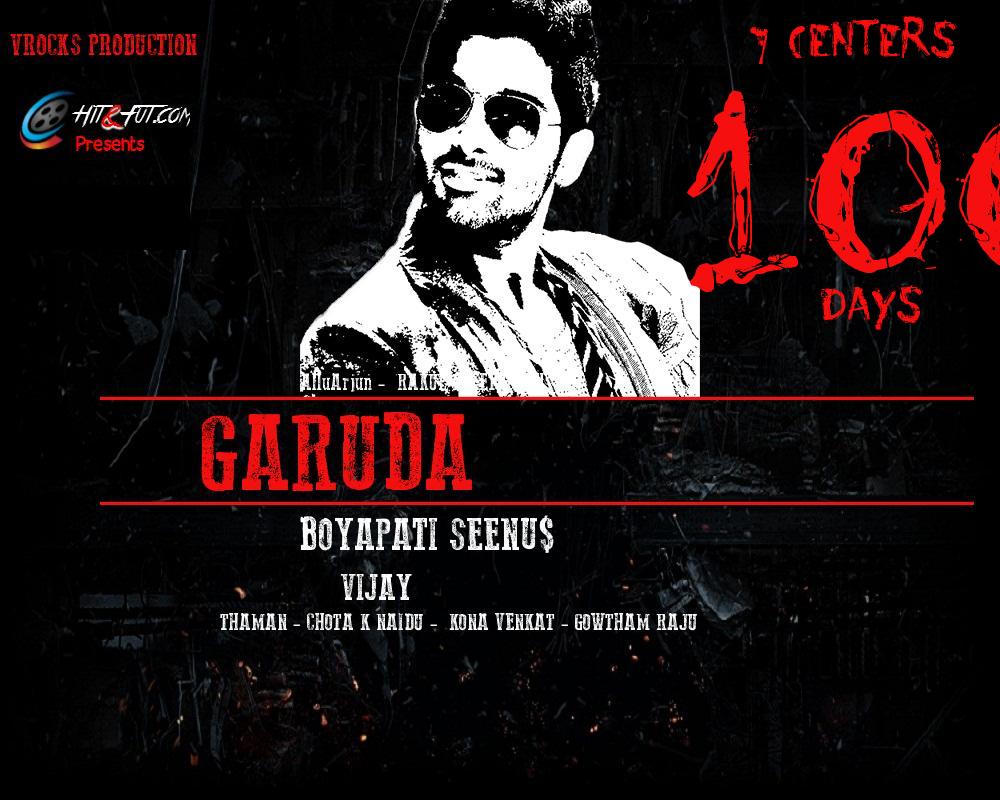 VROCKS PRODUCTION
HIT&FUT.COM
Presents
7 CENTERS
100
DAYS
AlluArjun -
GARUDA
BOYAPATI SEENU$
VIJAY
THAMAN - CHOTA K NAIDU - KONA VENKAT - GOWTHAM RAJU